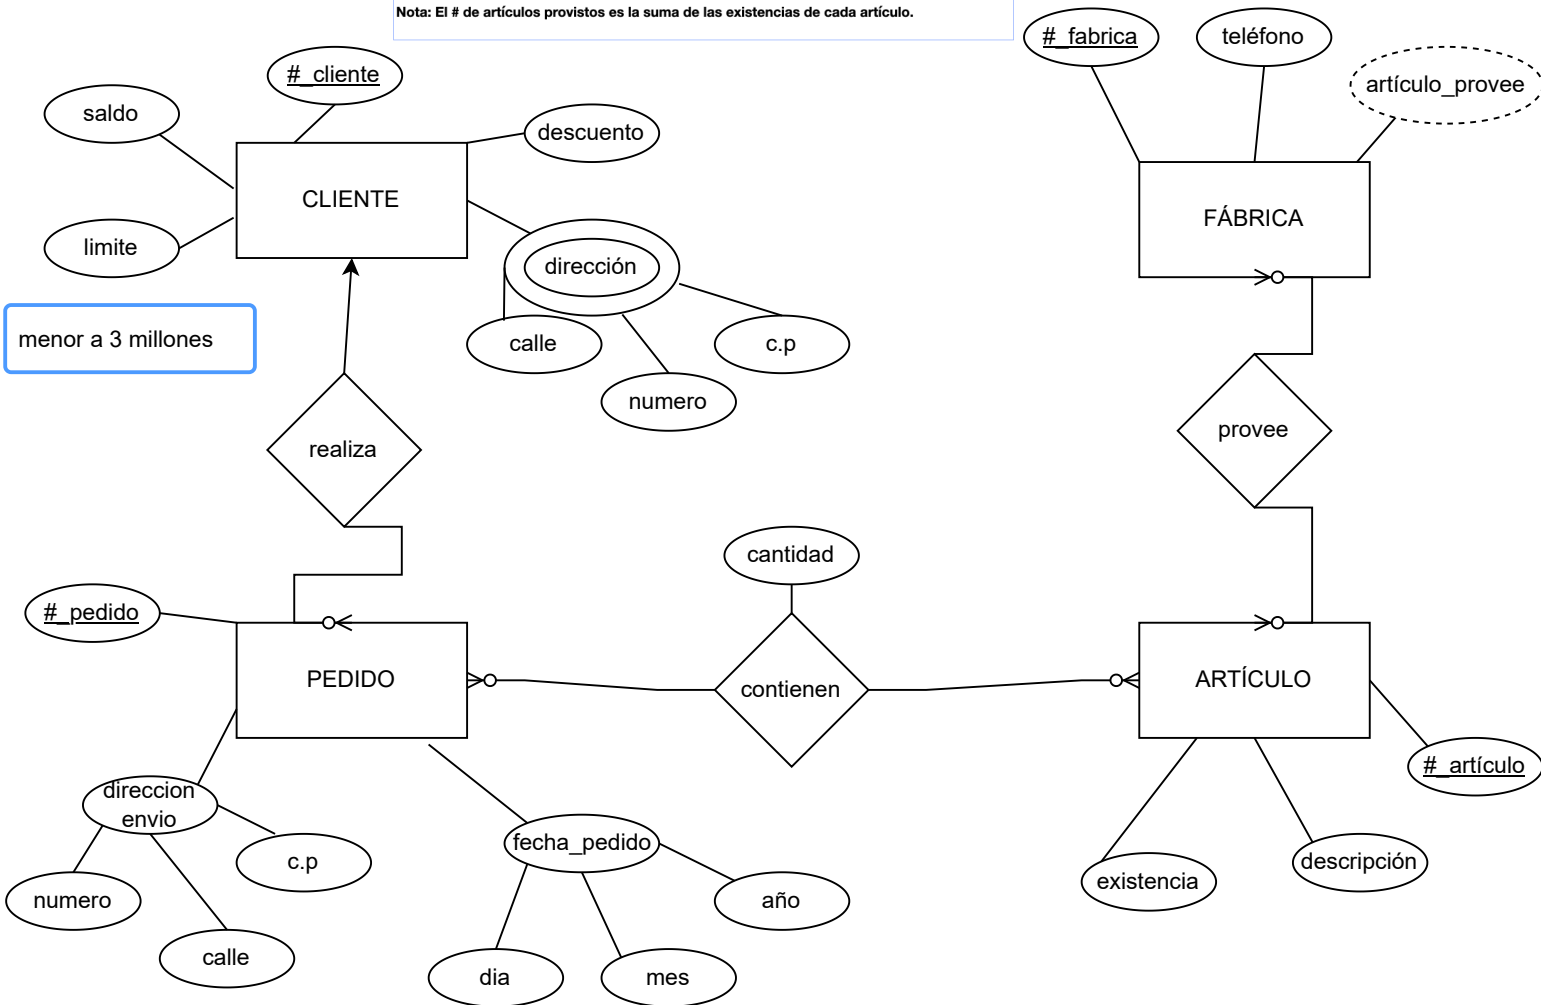 Nota: El # de artículos provistos es la suma de las existencias de cada artículo.
#_fabrica
teléfono
artículo_provee
#_cliente
saldo
descuento
CLIENTE
FÁBRICA
limite
dirección
menor a 3 millones
calle
c.p
numero
realiza
provee
cantidad
#_pedido
PEDIDO
contienen
ARTÍCULO
#_artículo
direccion
envio
fecha_pedido
c.p
descripción
existencia
numero
año
calle
dia
mes